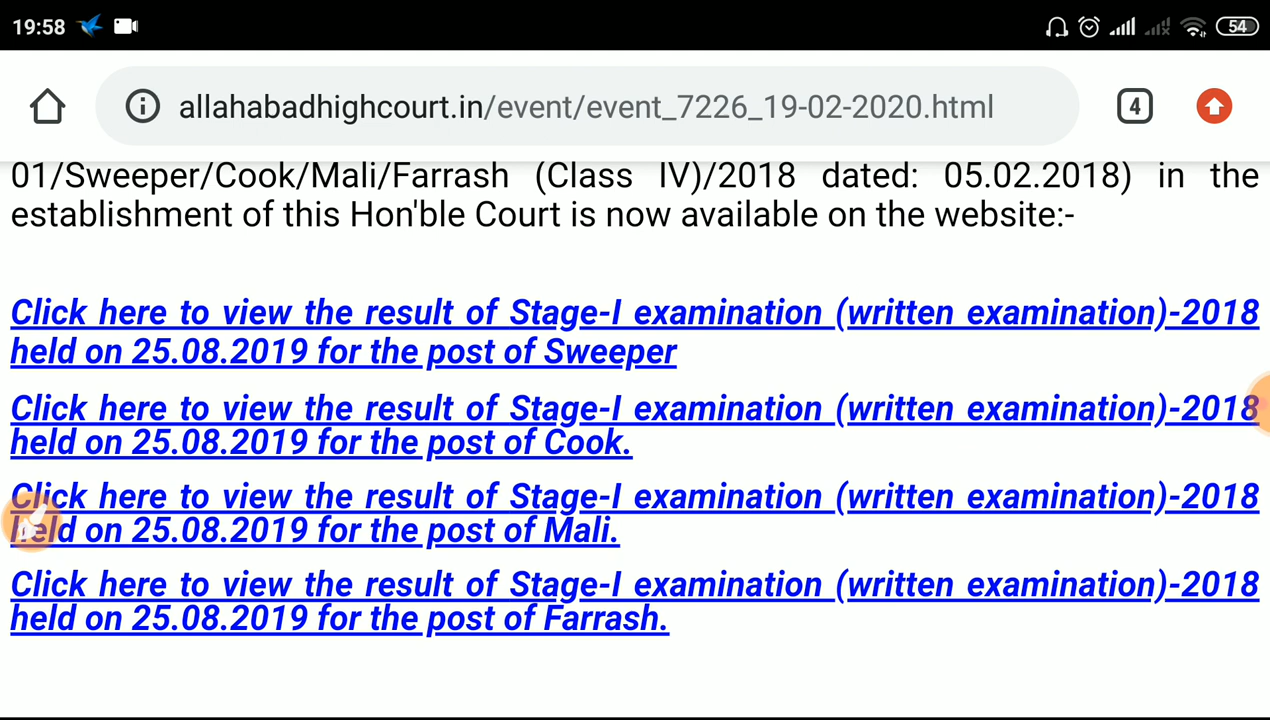 19:58
54
allahabadhighcourt.in/event/event_7226_19-02-2020.html
4
01/Sweeper/Cook/Mali/Farrash (Class IV)/2018 dated: 05.02.2018) in the
establishment of this Hon'ble Court is now available on the website:-
Click here to view the result of Stage-I examination (written examination)-2018
held on 25.08.2019 for the post of Sweeper
Click here to view the result of Stage-I examination (written examination)-2018
held on 25.08.2019 for the post of Cook.
Click here to view the result of Stage-I examination (written examination)-2018
held on 25.08.2019 for the post of Mali.
Click here to view the result of Stage-I examination (written examination)-2018
held on 25.08.2019 for the post of Farrash.